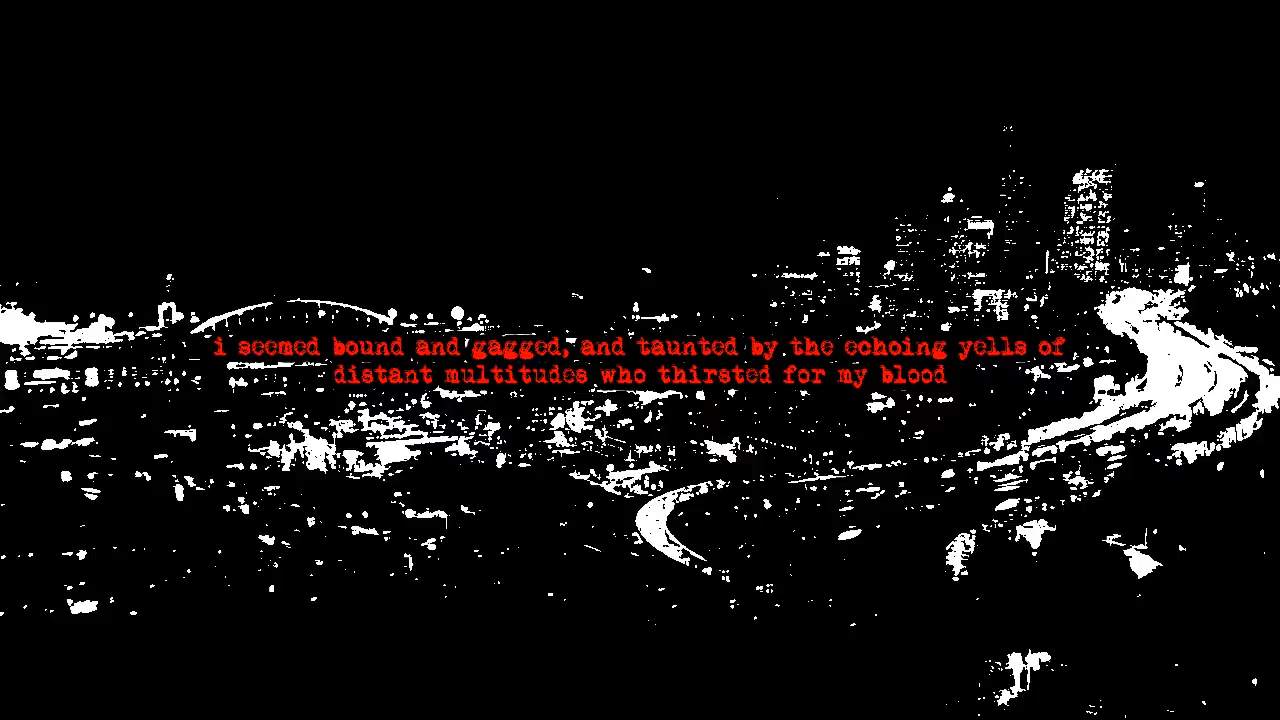 i seemed bound and gagged, and taunted by the echoing yells of
distant multitudes who thirsted for my blood